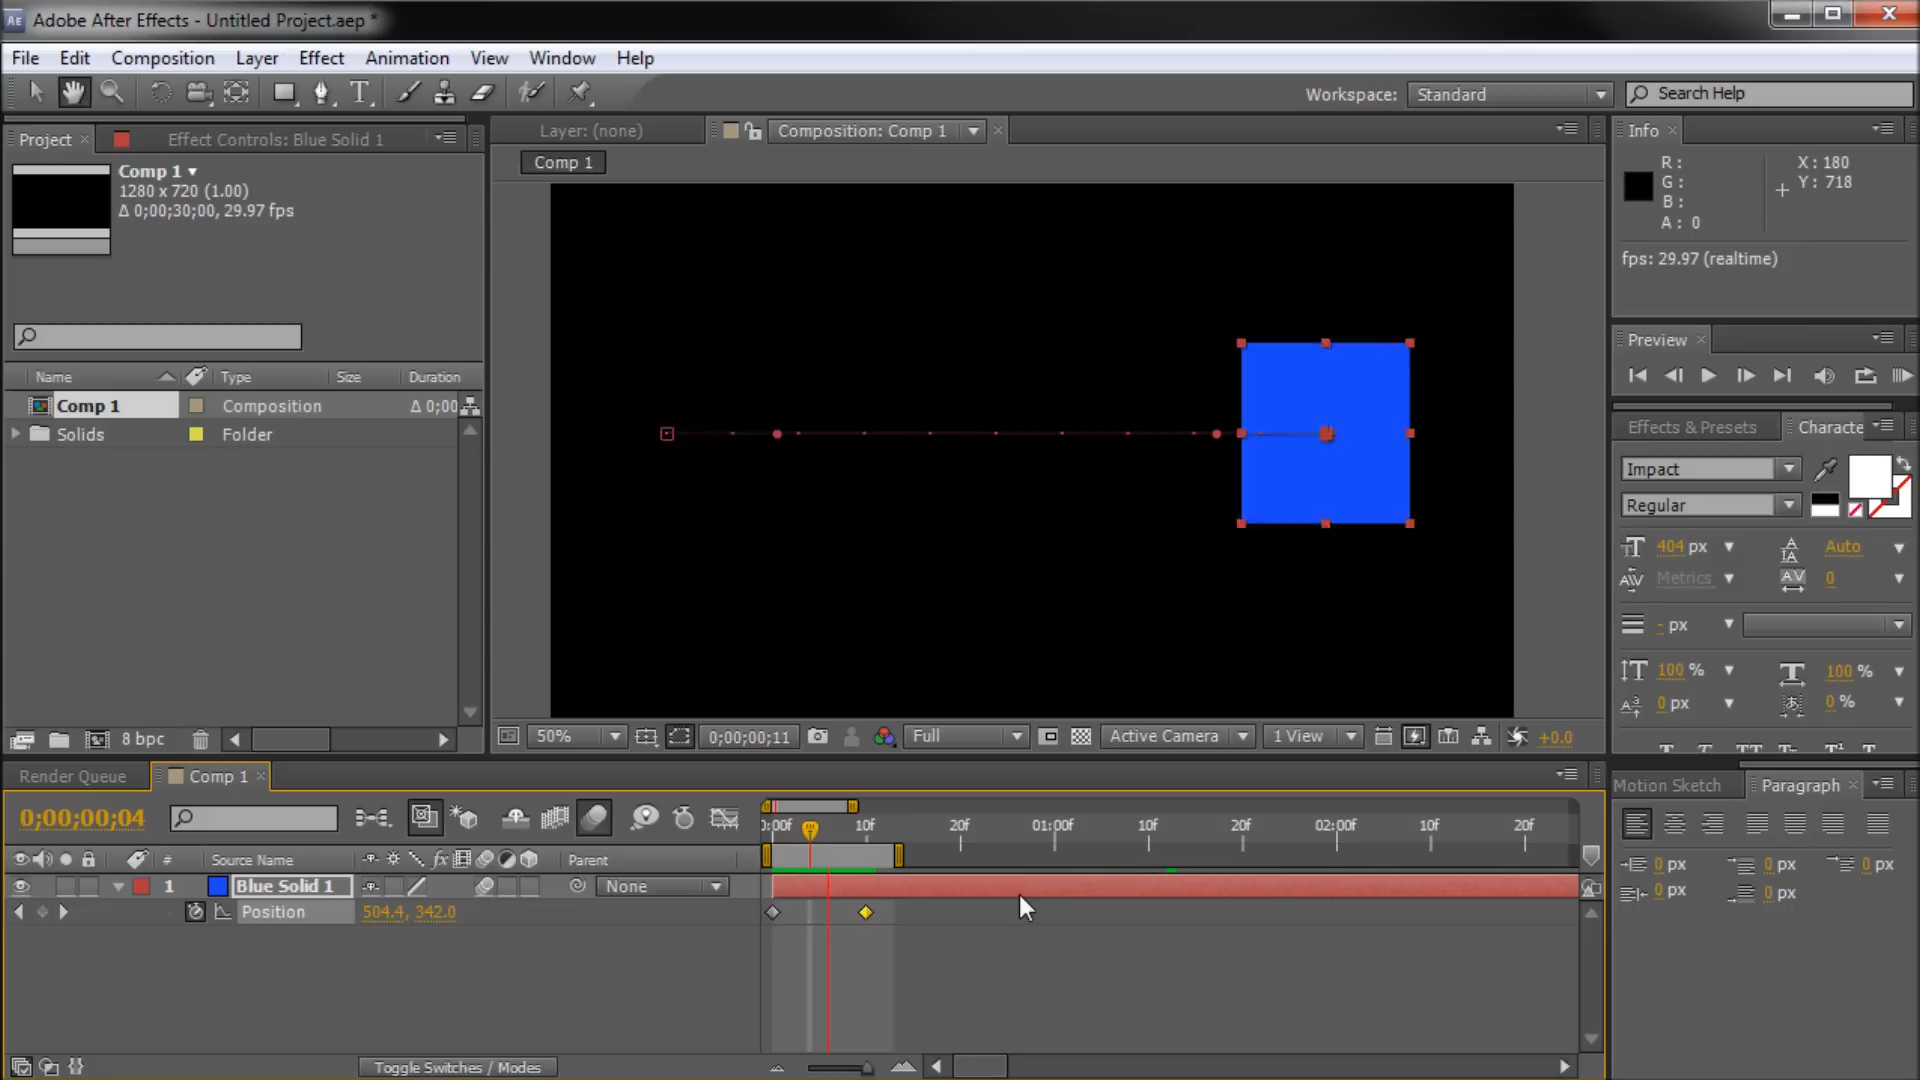 Adobe After Effects - Untitled Project.aep *
File Edit Composition Layer Effect Animation View Window Help
Workspace: Standard Search Help
Project Effect Controls: Blue Solid 1
Comp 1
1280 x 720 (1.00)
Δ 0;00;30;00, 29.97 fps
Name Type Size Duration
Comp 1 Composition Δ 0;00
Solids Folder
8 bpc
Layer: (none) Composition: Comp 1
Comp 1
50% 0;00;00;11 Full Active Camera 1 View +0.0
Info
R: X: 180
G: Y: 718
B:
A: 0
fps: 29.97 (realtime)
Preview
Effects & Presets Characte
Impact
Regular
404 px Auto
Metrics 0
- px
100 % 100 %
0 px 0 %
Render Queue Comp 1
0;00;00;04
0:00f 10f 20f 01:00f 10f 20f 02:00f 10f 20f
# Source Name fx Parent
1 Blue Solid 1 None
Position 504.4, 342.0
Toggle Switches / Modes
Motion Sketch Paragraph
0 px 0 px 0 px
0 px 0 px